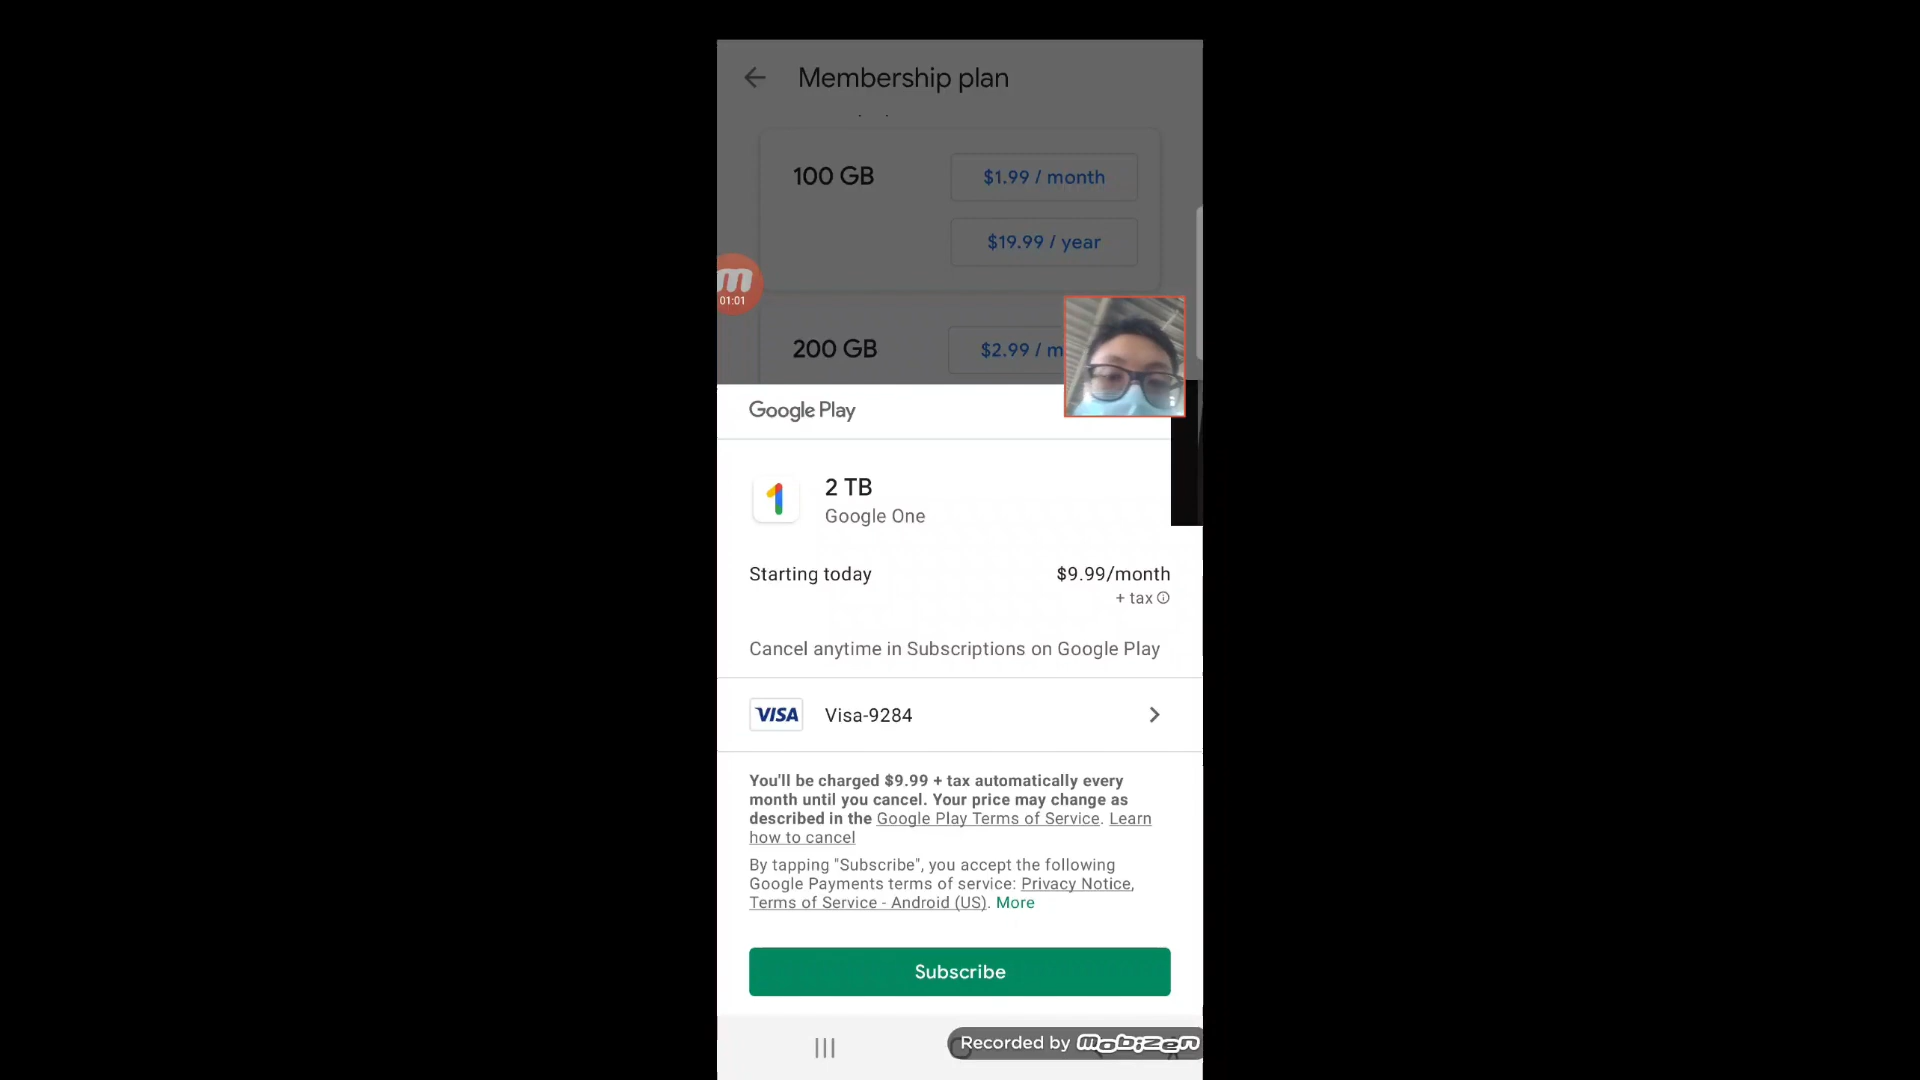 Membership plan
100 GB
$1.99 / month
$19.99 / year
01:01
200 GB
$2.99 / m
Google Play
2 TB
Google One
Starting today
$9.99/month
+ tax
Cancel anytime in Subscriptions on Google Play
VISA
Visa-9284
You'll be charged $9.99 + tax automatically every
month until you cancel. Your price may change as
described in the Google Play Terms of Service. Learn
how to cancel
By tapping "Subscribe", you accept the following
Google Payments terms of service: Privacy Notice,
Terms of Service - Android (US). More
Subscribe
Recorded by Mobizen